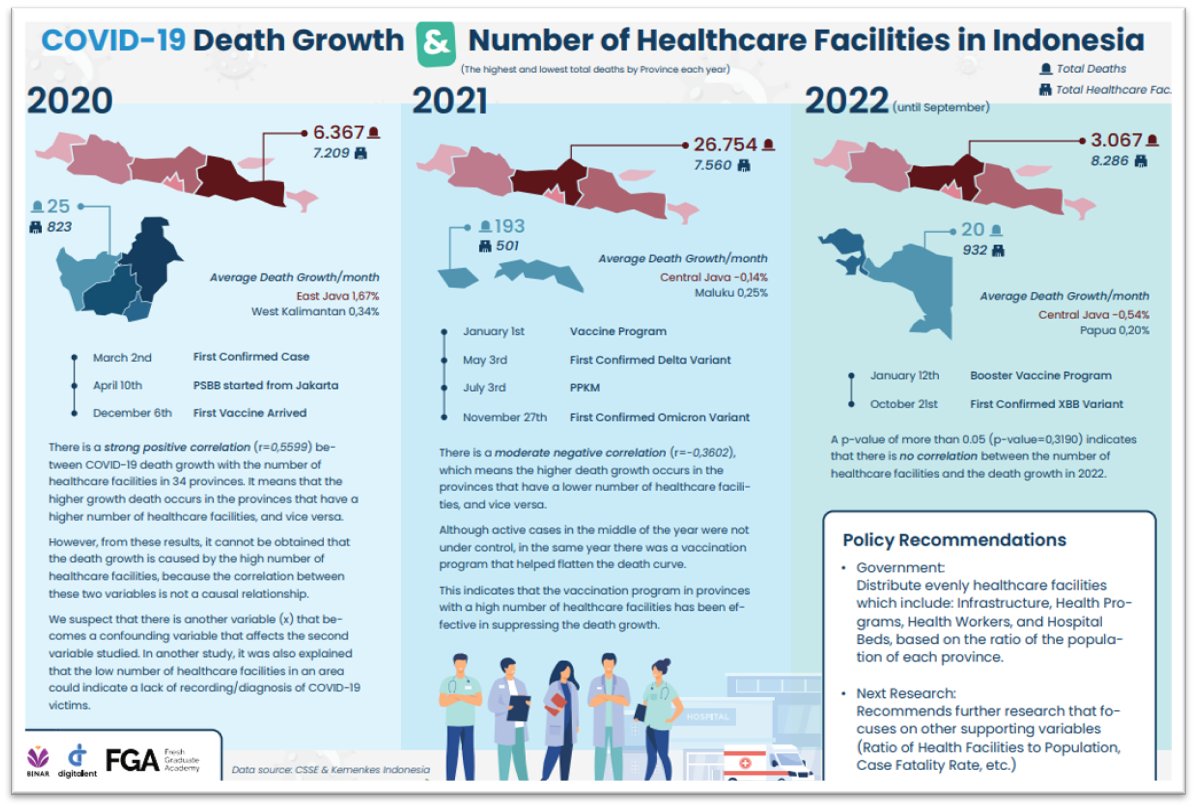 COVID-19 Death Growth & Number of Healthcare Facilities in Indonesia
(The highest and lowest total deaths by Province each year)
Total Deaths
Total Healthcare Fac.
2020
6.367
7.209
25
823
Average Death Growth/month
East Java 1,67%
West Kalimantan 0,34%
March 2nd First Confirmed Case
April 10th PSBB started from Jakarta
December 6th First Vaccine Arrived
There is a strong positive correlation (r=0,5599) be-
tween COVID-19 death growth with the number of
healthcare facilities in 34 provinces. It means that the
higher growth death occurs in the provinces that have a
higher number of healthcare facilities, and vice versa.
However, from these results, it cannot be obtained that
the death growth is caused by the high number of
healthcare facilities, because the correlation between
these two variables is not a causal relationship.
We suspect that there is another variable (x) that be-
comes a confounding variable that affects the second
variable studied. In another study, it was also explained
that the low number of healthcare facilities in an area
could indicate a lack of recording/diagnosis of COVID-19
victims.
2021
26.754
7.560
193
501
Average Death Growth/month
Central Java -0,14%
Maluku 0,25%
January 1st Vaccine Program
May 3rd First Confirmed Delta Variant
July 3rd PPKM
November 27th First Confirmed Omicron Variant
There is a moderate negative correlation (r=-0,3602),
which means the higher death growth occurs in the
provinces that have a lower number of healthcare facili-
ties, and vice versa.
Although active cases in the middle of the year were not
under control, in the same year there was a vaccination
program that helped flatten the death curve.
This indicates that the vaccination program in provinces
with a high number of healthcare facilities has been ef-
fective in suppressing the death growth.
HOSPITAL
2022 (until September)
3.067
8.286
20
932
Average Death Growth/month
Central Java -0,54%
Papua 0,20%
January 12th Booster Vaccine Program
October 21st First Confirmed XBB Variant
A p-value of more than 0.05 (p-value=0,3190) indicates
that there is no correlation between the number of
healthcare facilities and the death growth in 2022.
Policy Recommendations
• Government:
Distribute evenly healthcare facilities
which include: Infrastructure, Health Pro-
grams, Health Workers, and Hospital
Beds, based on the ratio of the popula-
tion of each province.
• Next Research:
Recommends further research that fo-
cuses on other supporting variables
(Ratio of Health Facilities to Population,
Case Fatality Rate, etc.)
BINAR
digitalent
FGA Fresh
Graduate
Academy
Data source: CSSE & Kemenkes Indonesia